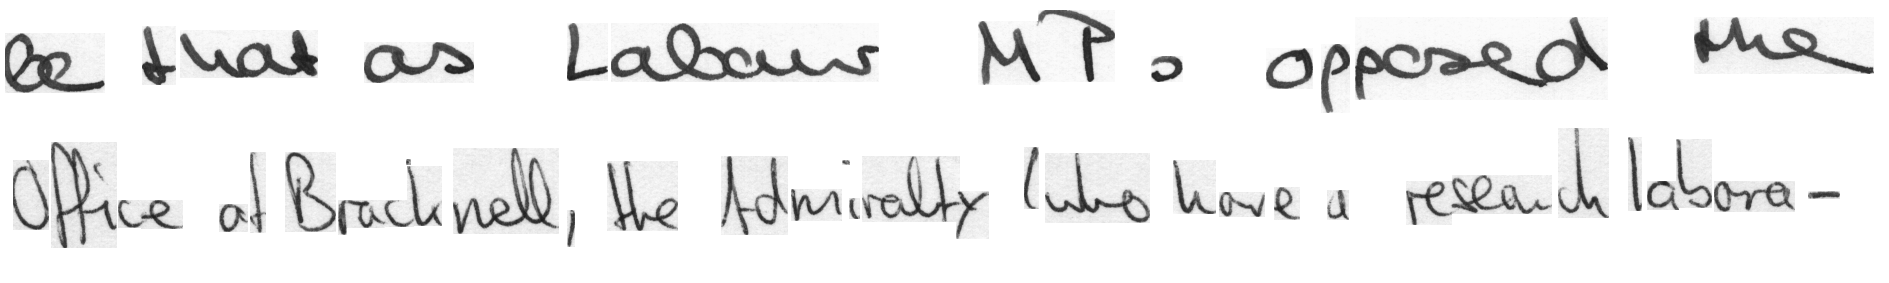 be that as Labour MPs opposed the
Office at Bracknell, the Admiralty (who have a research labora-